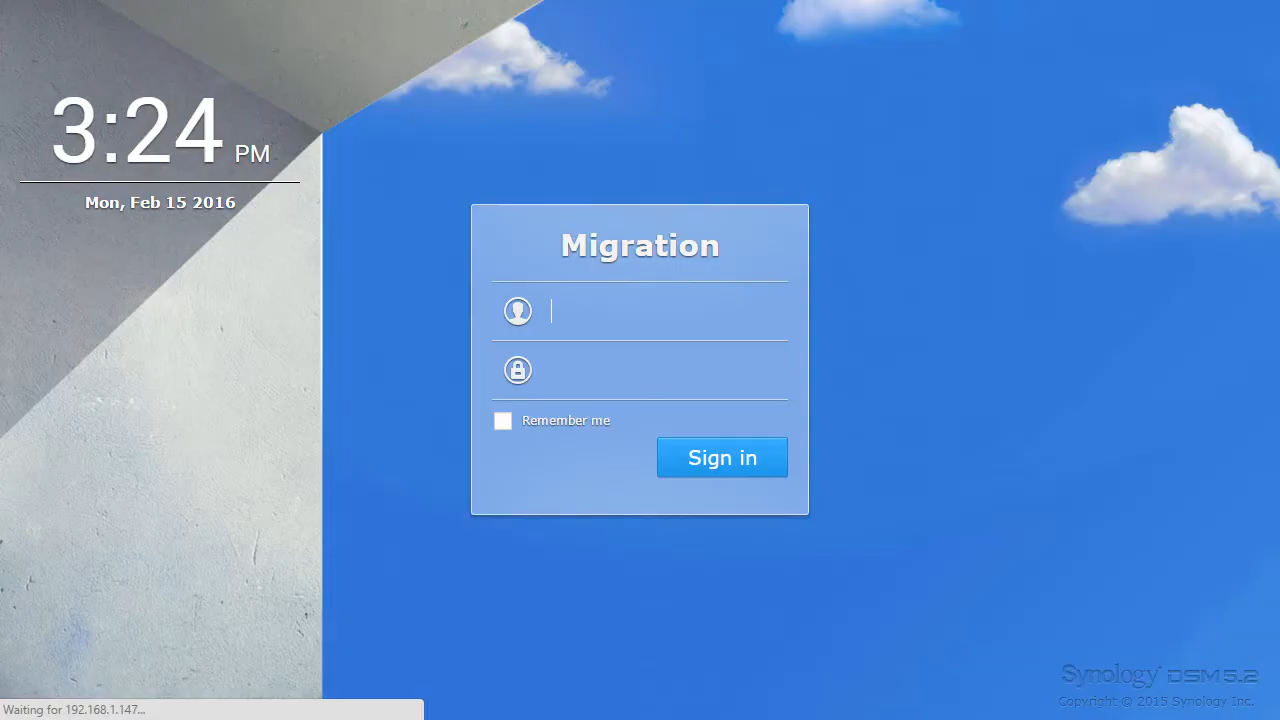 3:24 PM
Mon, Feb 15 2016
Migration
Remember me
Sign in
Synology DSM 5.2
Copyright © 2015 Synology Inc.
Waiting for 192.168.1.147...